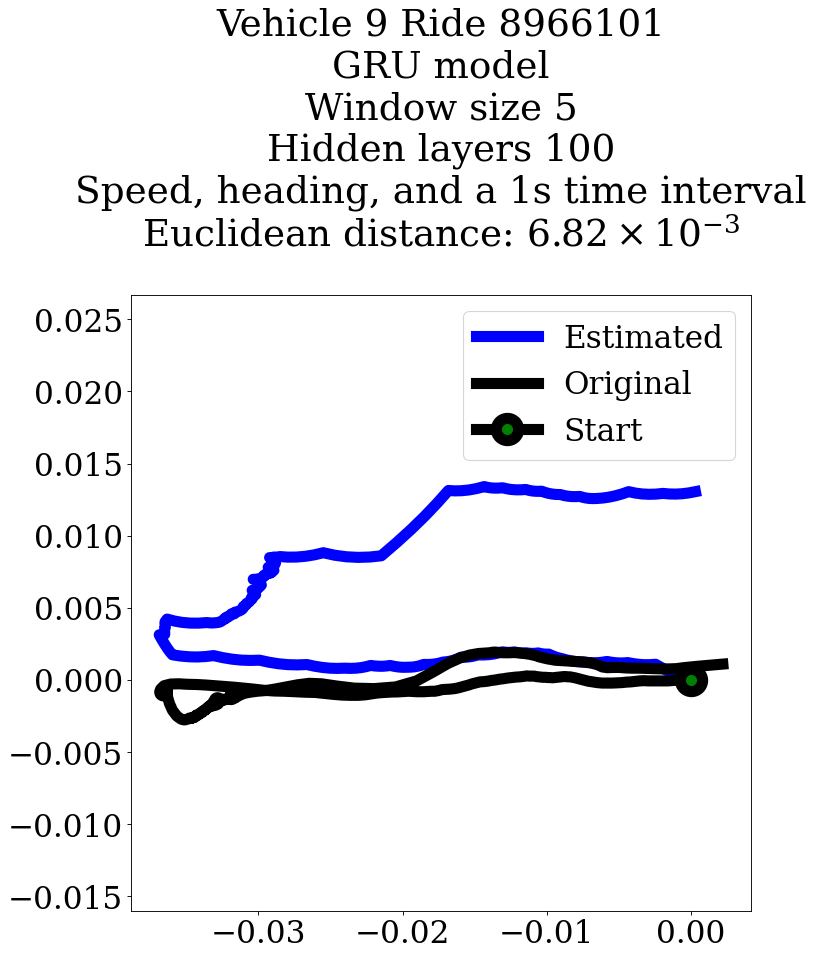 Vehicle 9 Ride 8966101
GRU model
Window size 5
Hidden layers 100
Speed, heading, and a 1s time interval
Euclidean distance: 6.82 × 10⁻³
Estimated
Original
Start
0.025
0.020
0.015
0.010
0.005
0.000
−0.005
−0.010
−0.015
−0.03 −0.02 −0.01 0.00